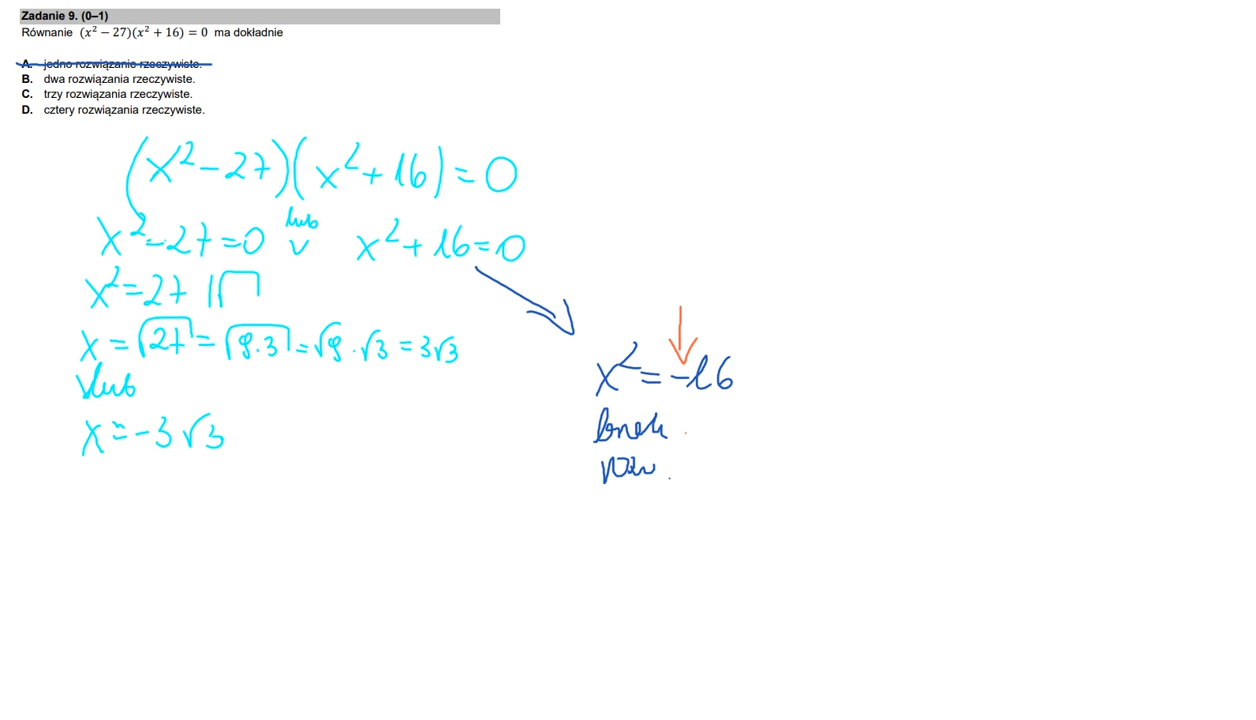 Zadanie 9. (0–1)
Równanie (x² − 27)(x² + 16) = 0 ma dokładnie
A. jedno rozwiązanie rzeczywiste.
B. dwa rozwiązania rzeczywiste.
C. trzy rozwiązania rzeczywiste.
D. cztery rozwiązania rzeczywiste.
(x² − 27)(x² + 16) = 0
x² − 27 = 0 lub ∨ x² + 16 = 0
x² = 27 |√
x = √27 = √9·3 = √9 · √3 = 3√3
∨ lub
x = −3√3
x² = −16
brak
rozw.